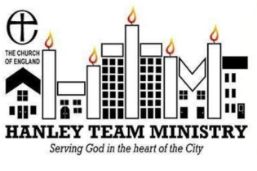 THE CHURCH
OF ENGLAND
HANLEY TEAM MINISTRY
Serving God in the heart of the City